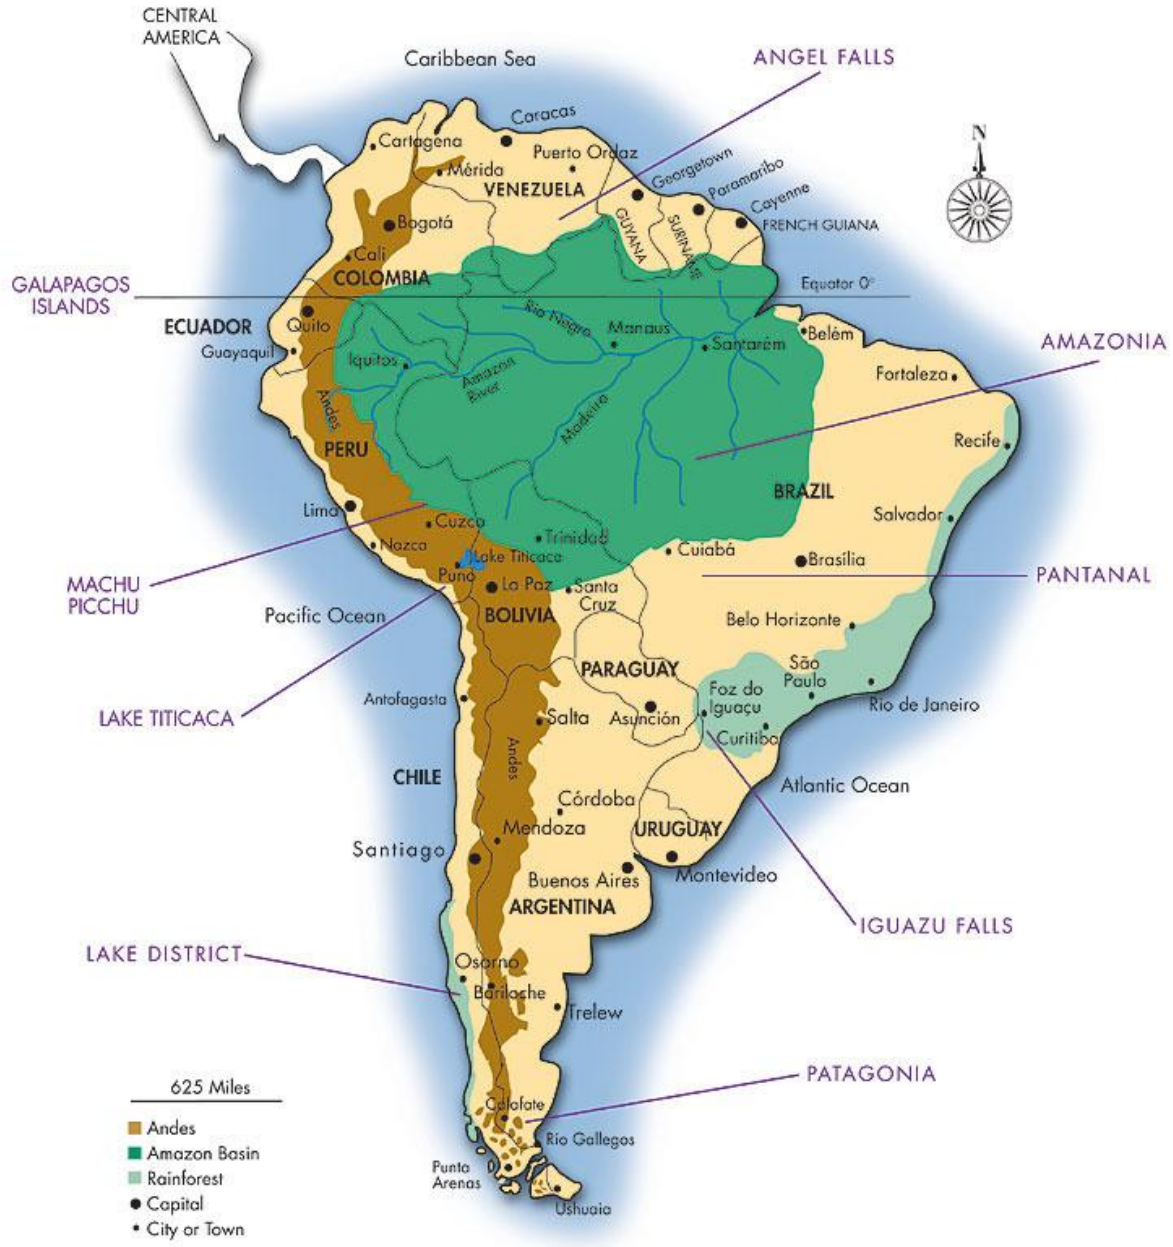 CENTRAL
AMERICA
Caribbean Sea
ANGEL FALLS
N
Caracas
Cartagena
Puerto Ordaz
Georgetown
Mérida
VENEZUELA
Paramaribo
Cayenne
Bogotá
GUYANA
SURINAME
FRENCH GUIANA
Cali
COLOMBIA
GALAPAGOS
ISLANDS
Equator 0°
ECUADOR
Quito
Rio Negro
Manaus
Belém
Guayaquil
Iquitos
Santarém
AMAZONIA
Amazon
River
Fortaleza
Andes
Madeira
PERU
Recife
BRAZIL
Lima
Cuzco
Salvador
Nazca
Trinidad
Lake Titicaca
Cuiabá
Brasília
Puno
La Paz
Santa
Cruz
PANTANAL
MACHU
PICCHU
Pacific Ocean
BOLIVIA
Belo Horizonte
PARAGUAY
São
Paulo
Antofagasta
Foz do
Iguaçu
Rio de Janeiro
LAKE TITICACA
Salta
Asunción
Curitiba
Andes
CHILE
Atlantic Ocean
Córdoba
Mendoza
URUGUAY
Santiago
Buenos Aires
Montevideo
ARGENTINA
IGUAZU FALLS
LAKE DISTRICT
Osorno
Bariloche
Trelew
PATAGONIA
625 Miles
Calafate
Andes
Amazon Basin
Rainforest
Capital
City or Town
Río Gallegos
Punta
Arenas
Ushuaia